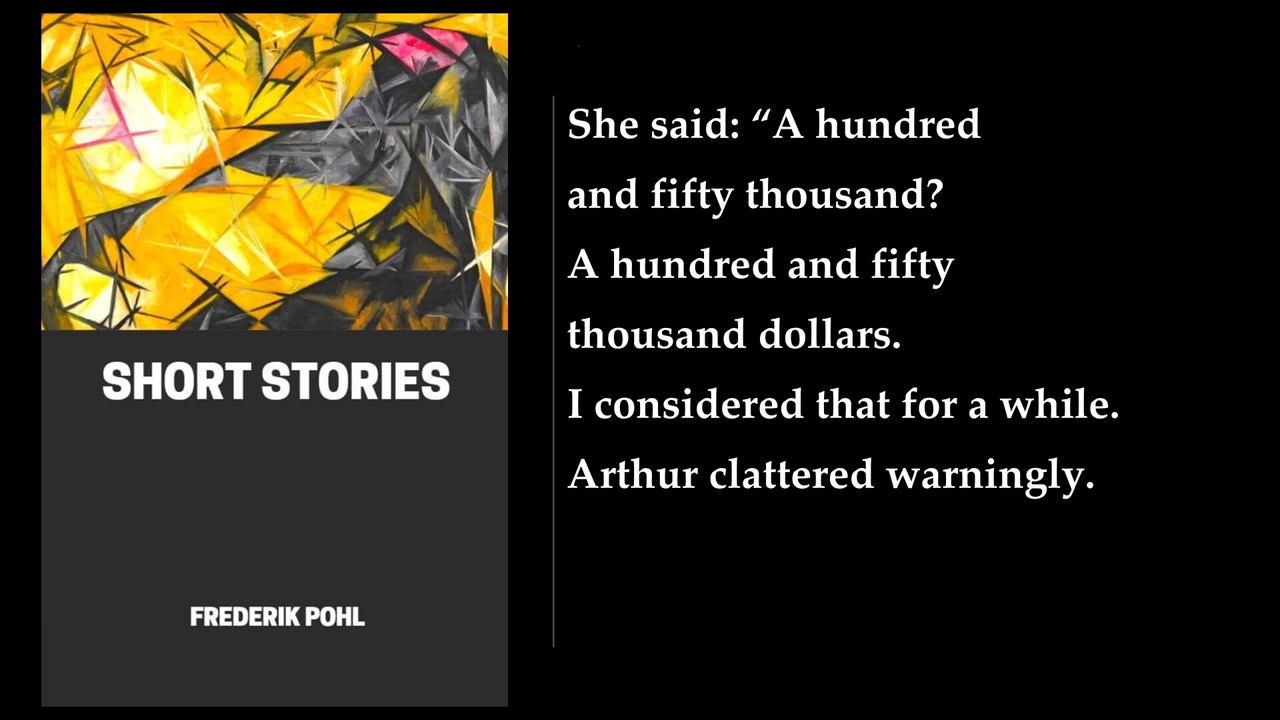 SHORT STORIES
FREDERIK POHL
She said: “A hundred
and fifty thousand?
A hundred and fifty
thousand dollars.
I considered that for a while.
Arthur clattered warningly.